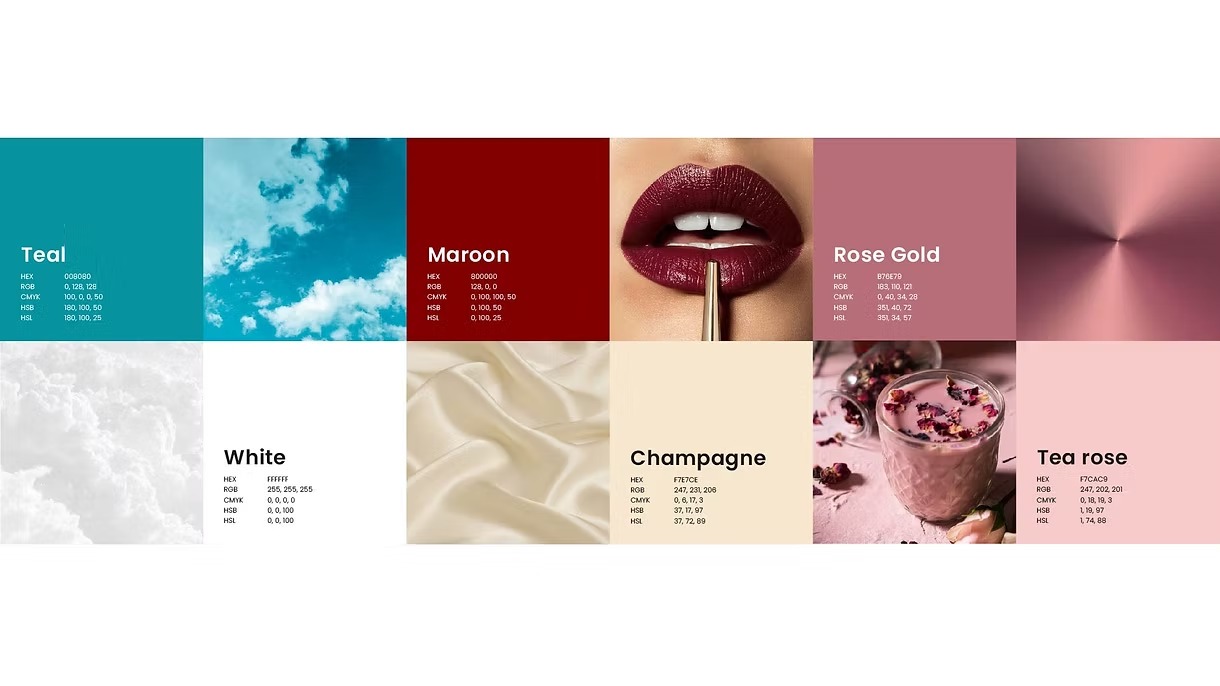 Teal
HEX 008080
RGB 0, 128, 128
CMYK 100, 0, 0, 50
HSB 180, 100, 50
HSL 180, 100, 25
Maroon
HEX 800000
RGB 128, 0, 0
CMYK 0, 100, 100, 50
HSB 0, 100, 50
HSL 0, 100, 25
Rose Gold
HEX B76E79
RGB 183, 110, 121
CMYK 0, 40, 34, 28
HSB 351, 40, 72
HSL 351, 34, 57
White
HEX FFFFFF
RGB 255, 255, 255
CMYK 0, 0, 0, 0
HSB 0, 0, 100
HSL 0, 0, 100
Champagne
HEX F7E7CE
RGB 247, 231, 206
CMYK 0, 6, 17, 3
HSB 37, 17, 97
HSL 37, 72, 89
Tea rose
HEX F7CAC9
RGB 247, 202, 201
CMYK 0, 18, 19, 3
HSB 1, 19, 97
HSL 1, 74, 88